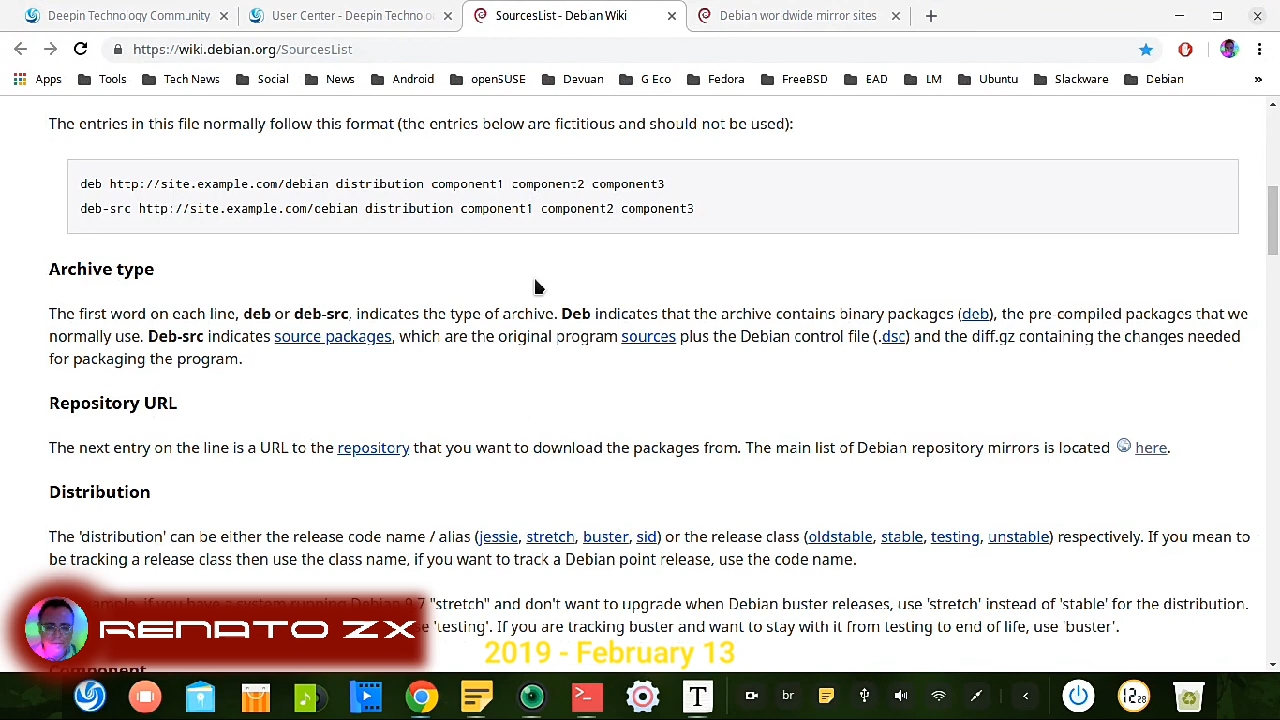 Deepin Technology Community
User Center - Deepin Technolo
SourcesList - Debian Wiki
Debian worldwide mirror sites
https://wiki.debian.org/SourcesList
Apps
Tools
Tech News
Social
News
Android
openSUSE
Devuan
G Eco
Fedora
FreeBSD
EAD
LM
Ubuntu
Slackware
Debian
»
The entries in this file normally follow this format (the entries below are fictitious and should not be used):
deb http://site.example.com/debian distribution component1 component2 component3
deb-src http://site.example.com/debian distribution component1 component2 component3
Archive type
The first word on each line, deb or deb-src, indicates the type of archive. Deb indicates that the archive contains binary packages (deb), the pre-compiled packages that we
normally use. Deb-src indicates source packages, which are the original program sources plus the Debian control file (.dsc) and the diff.gz containing the changes needed
for packaging the program.
Repository URL
The next entry on the line is a URL to the repository that you want to download the packages from. The main list of Debian repository mirrors is located here.
Distribution
The 'distribution' can be either the release code name / alias (jessie, stretch, buster, sid) or the release class (oldstable, stable, testing, unstable) respectively. If you mean to
be tracking a release class then use the class name, if you want to track a Debian point release, use the code name.
if you have a system running Debian 9.7 "stretch" and don't want to upgrade when Debian buster releases, use 'stretch' instead of 'stable' for the distribution.
'testing'. If you are tracking buster and want to stay with it from testing to end of life, use 'buster'.
RENATO ZX
2019 - February 13
Component
T
br
12:28